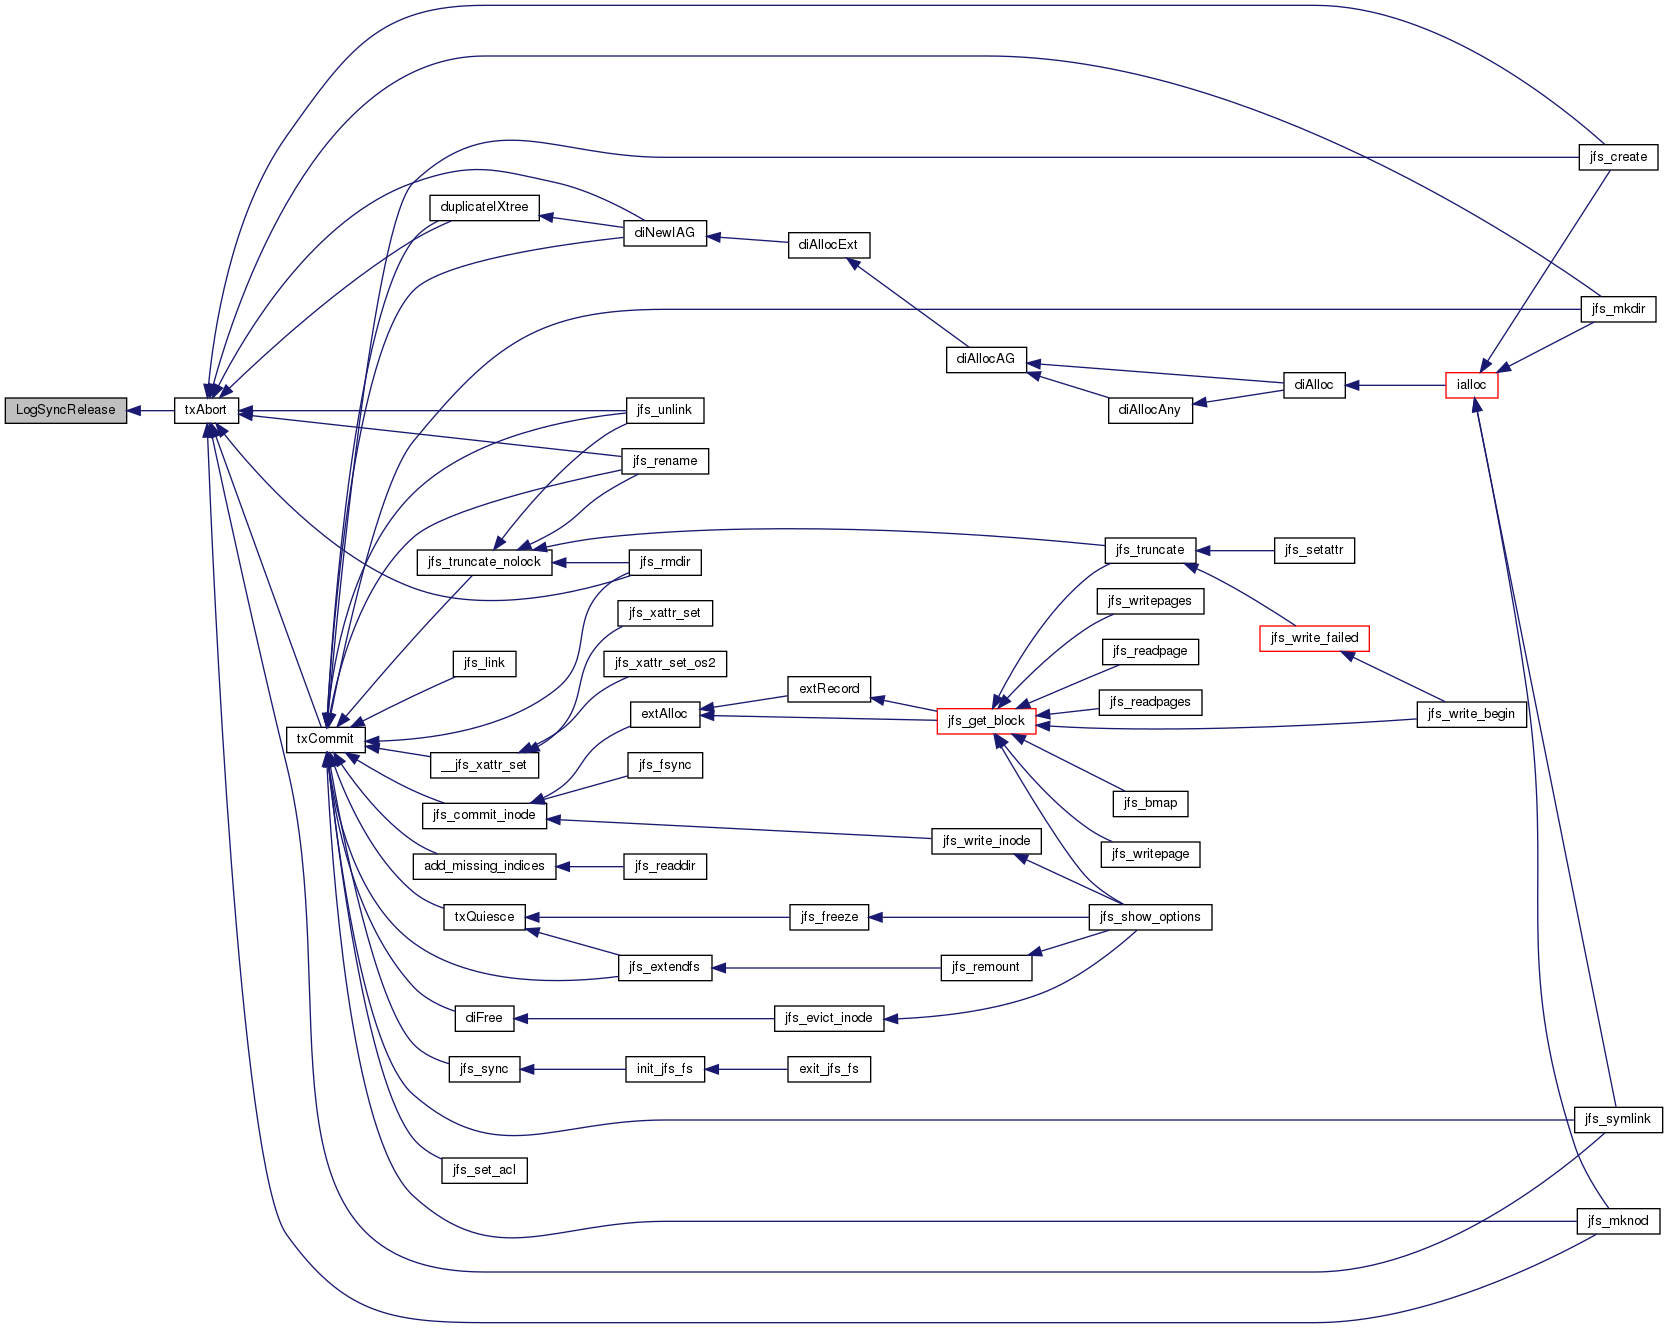 LogSyncRelease
txAbort
txCommit
duplicateIXtree
jfs_truncate_nolock
jfs_link
__jfs_xattr_set
jfs_commit_inode
add_missing_indices
txQuiesce
diFree
jfs_sync
jfs_set_acl
diNewIAG
jfs_unlink
jfs_rename
jfs_rmdir
jfs_xattr_set
jfs_xattr_set_os2
extAlloc
jfs_fsync
jfs_readdir
jfs_extendfs
init_jfs_fs
diAllocExt
extRecord
jfs_freeze
jfs_evict_inode
exit_jfs_fs
diAllocAG
jfs_get_block
jfs_write_inode
jfs_remount
diAllocAny
jfs_truncate
jfs_writepages
jfs_readpage
jfs_readpages
jfs_bmap
jfs_writepage
jfs_show_options
diAlloc
jfs_setattr
jfs_write_failed
ialloc
jfs_write_begin
jfs_create
jfs_mkdir
jfs_symlink
jfs_mknod